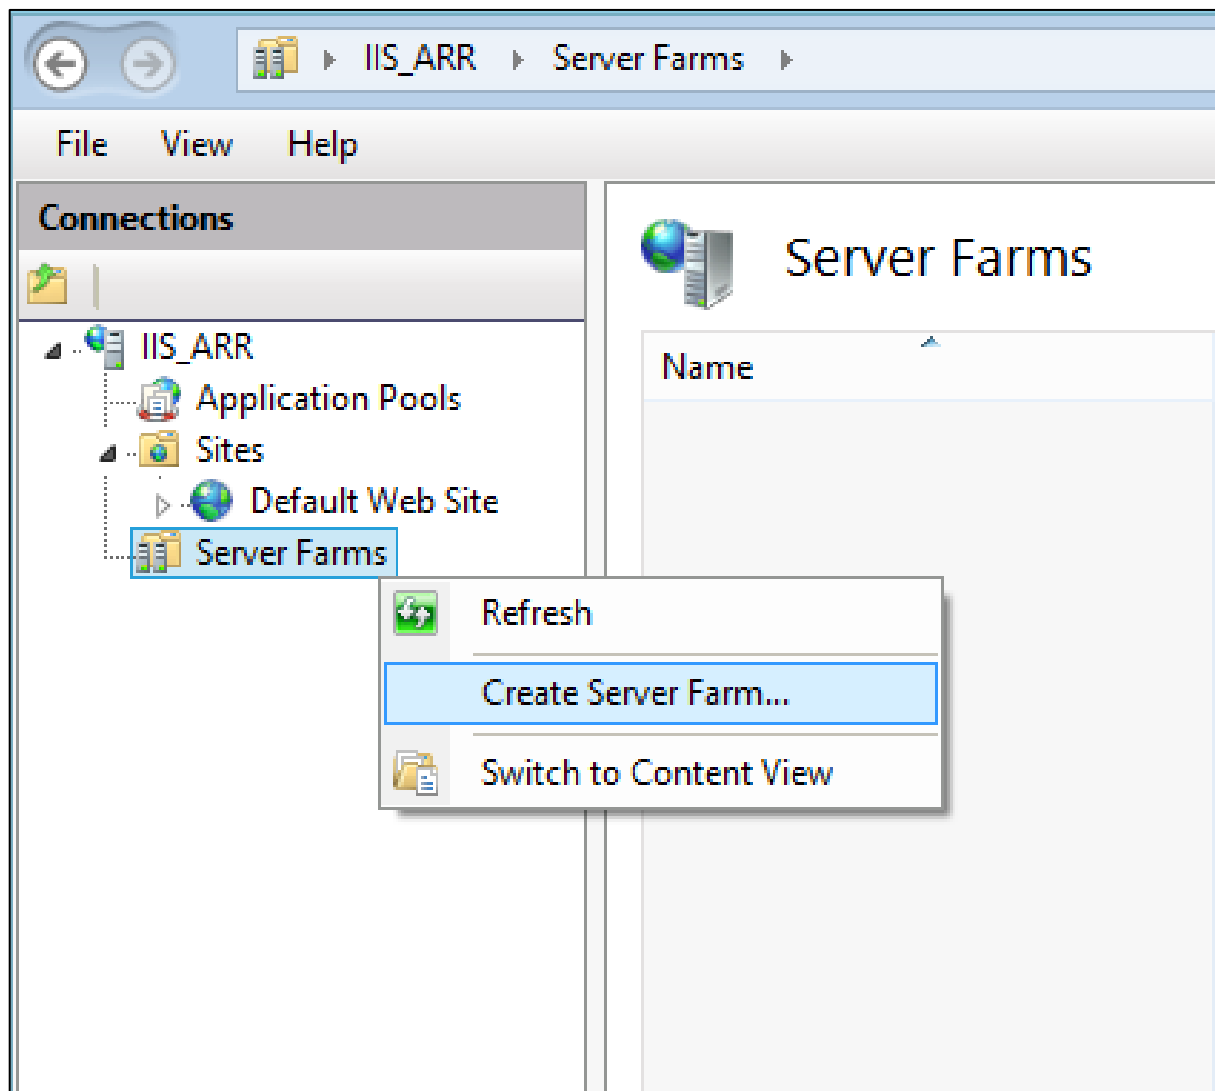 IIS_ARR Server Farms
File View Help
Connections
Server Farms
IIS_ARR
Name
Application Pools
Sites
Default Web Site
Server Farms
Refresh
Create Server Farm...
Switch to Content View